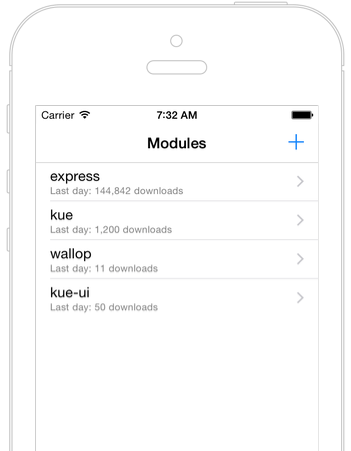 Carrier 7:32 AM
Modules
express
Last day: 144,842 downloads
kue
Last day: 1,200 downloads
wallop
Last day: 11 downloads
kue-ui
Last day: 50 downloads